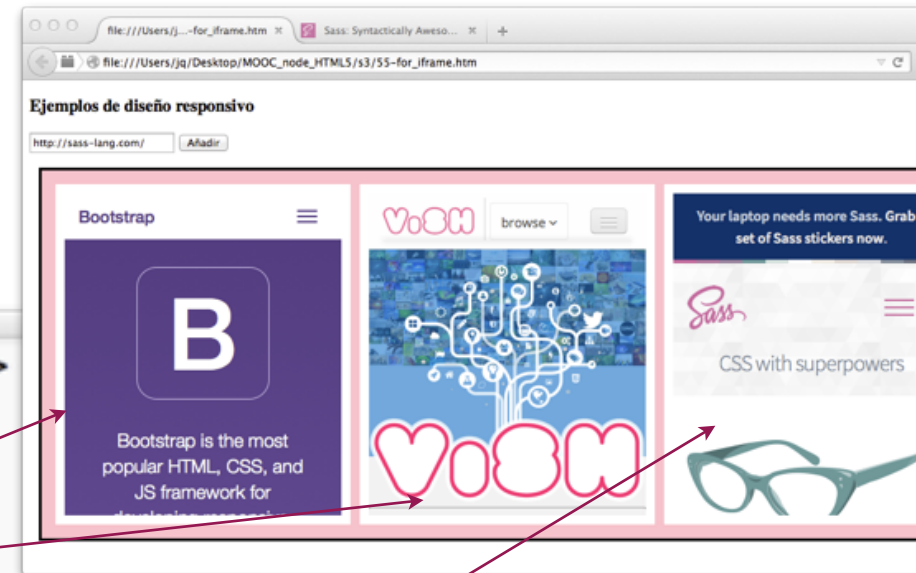 file:///Users/j...-for_iframe.htm
Sass: Syntactically Aweso...
file:///Users/jq/Desktop/MOOC_node_HTML5/s3/55-for_iframe.htm
Ejemplos de diseño responsivo
http://sass-lang.com/ Añadir
Bootstrap
B
Bootstrap is the most
popular HTML, CSS, and
JS framework for
developing responsive
ViSH browse
ViSH
Your laptop needs more Sass. Grab
set of Sass stickers now.
Sass
CSS with superpowers